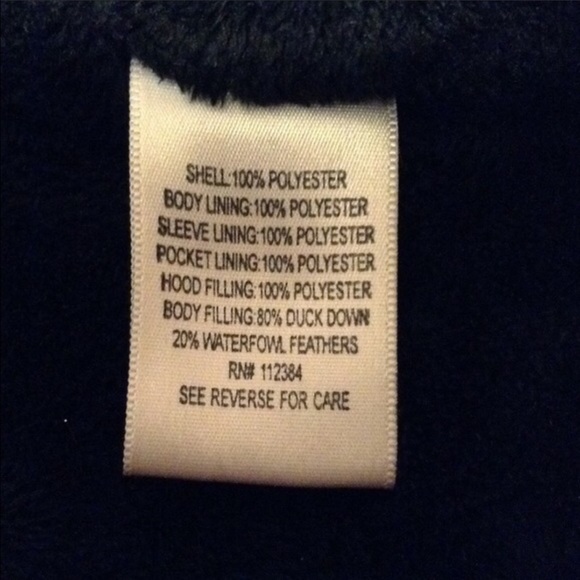 SHELL:100% POLYESTER
BODY LINING:100% POLYESTER
SLEEVE LINING:100% POLYESTER
POCKET LINING:100% POLYESTER
HOOD FILLING:100% POLYESTER
BODY FILLING:80% DUCK DOWN
20% WATERFOWL FEATHERS
RN# 112384
SEE REVERSE FOR CARE